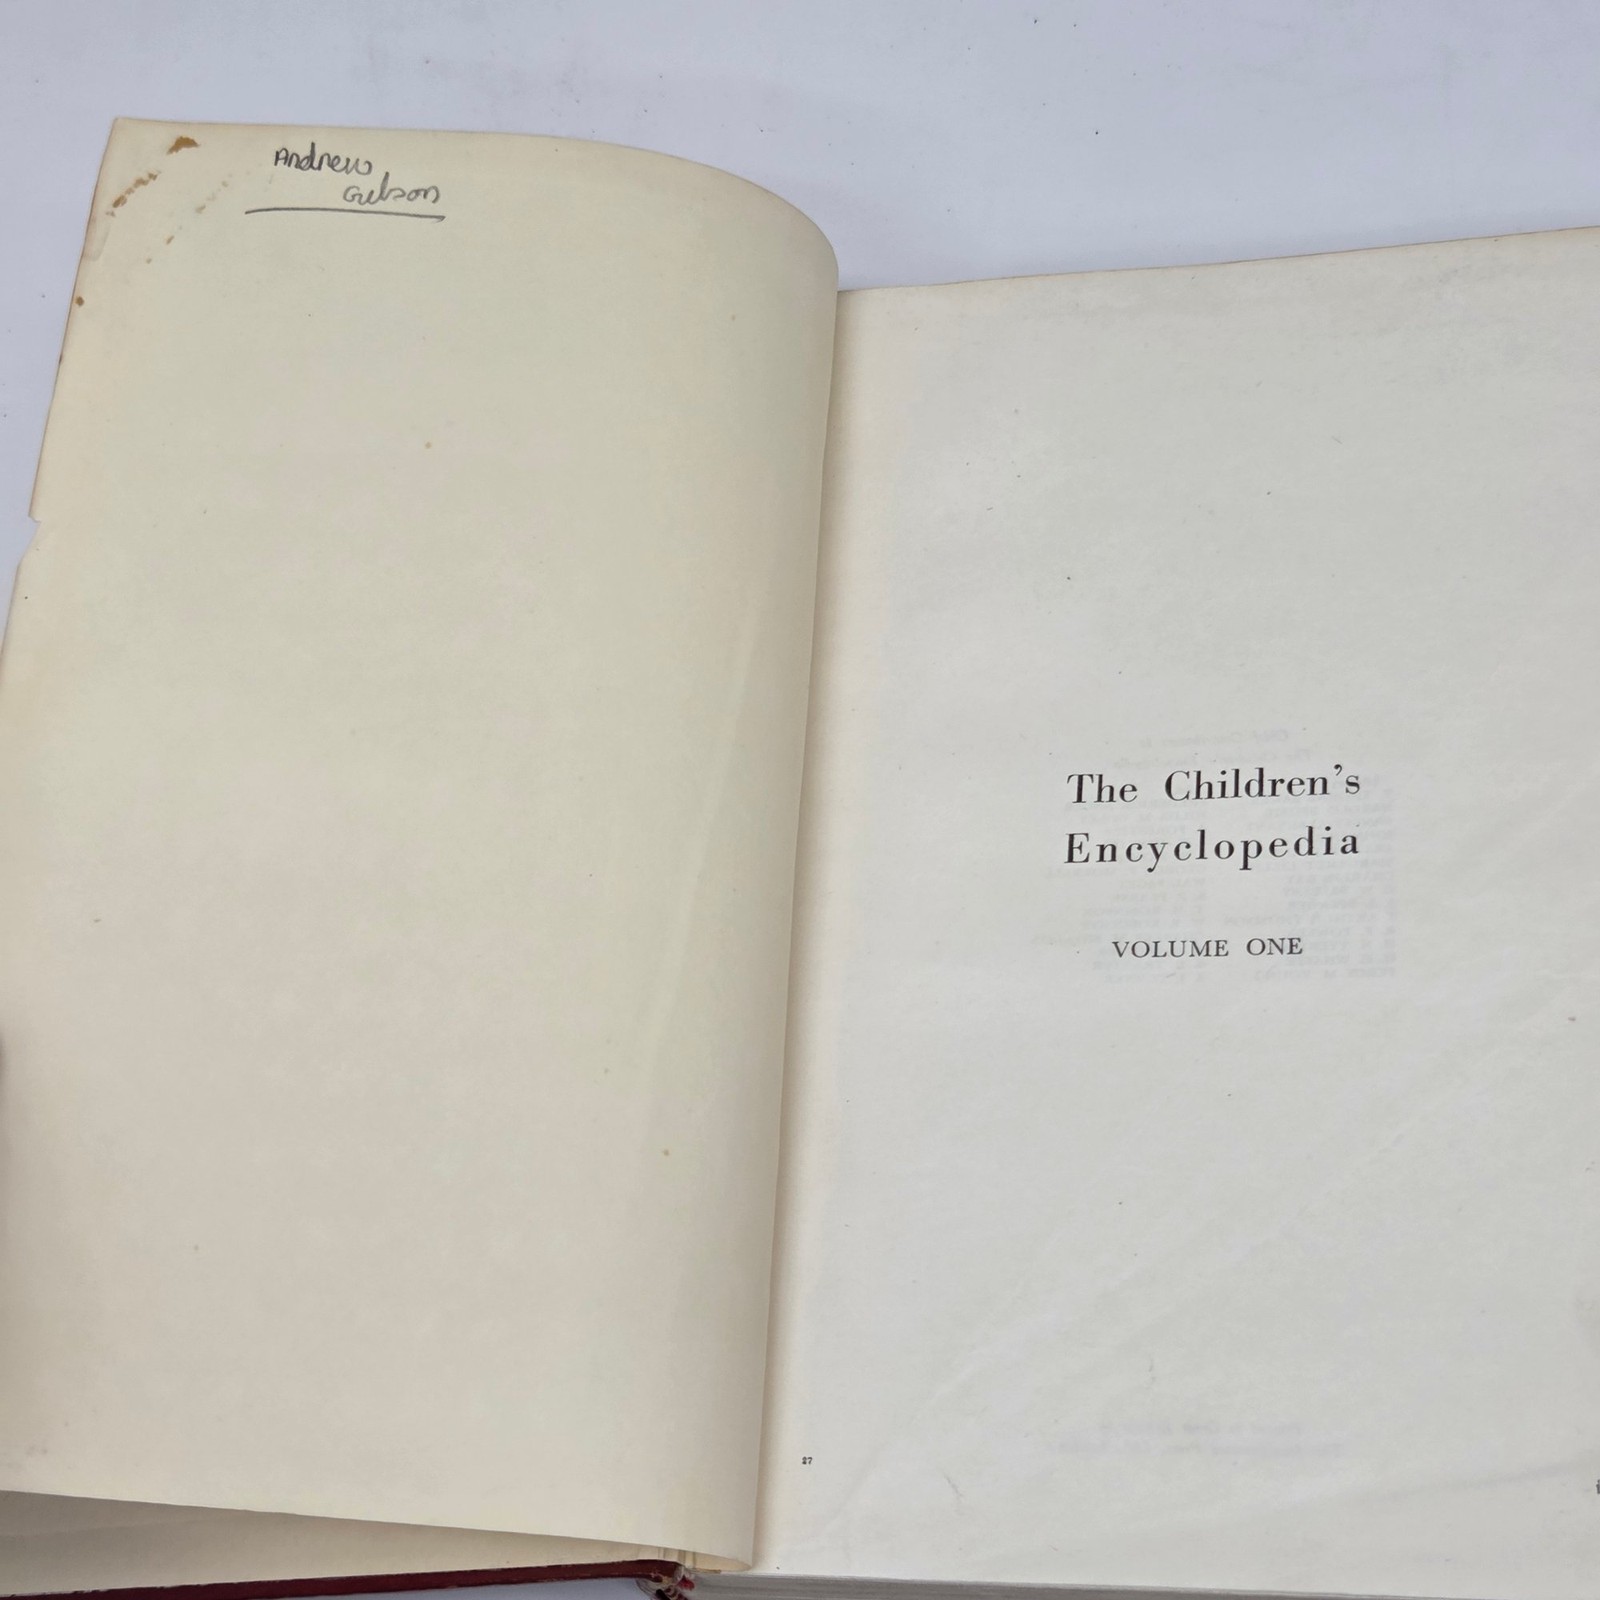 Andrew
Gibson
The Children's
Encyclopedia
VOLUME ONE
27